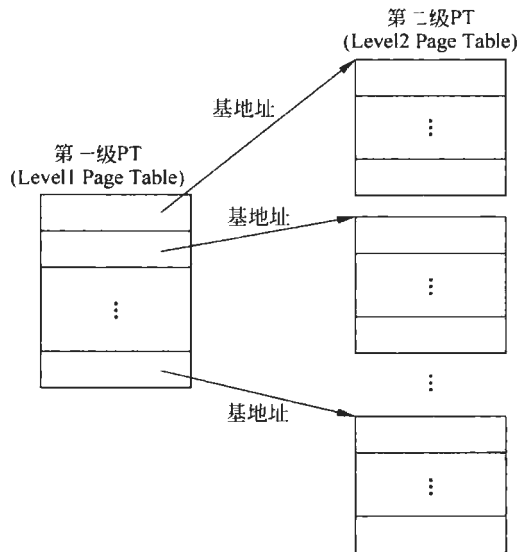 第二级PT
(Level2 Page Table)
基地址
第一级PT
(Level1 Page Table)
基地址
基地址